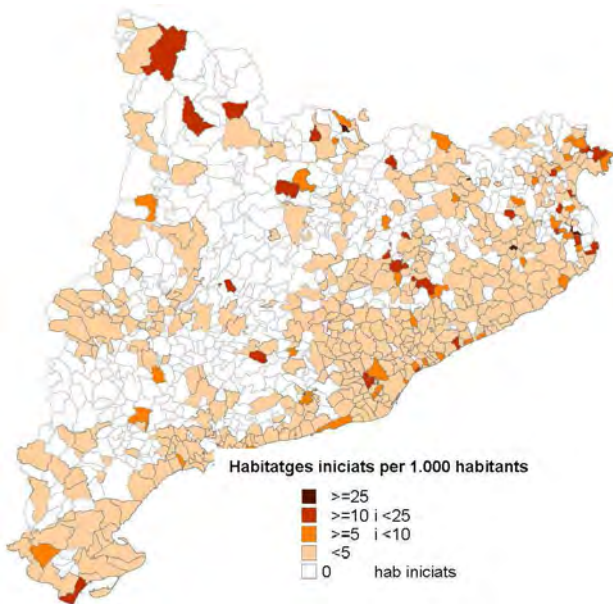 Habitatges iniciats per 1.000 habitants
>=25
>=10 i <25
>=5 i <10
<5
0 hab iniciats